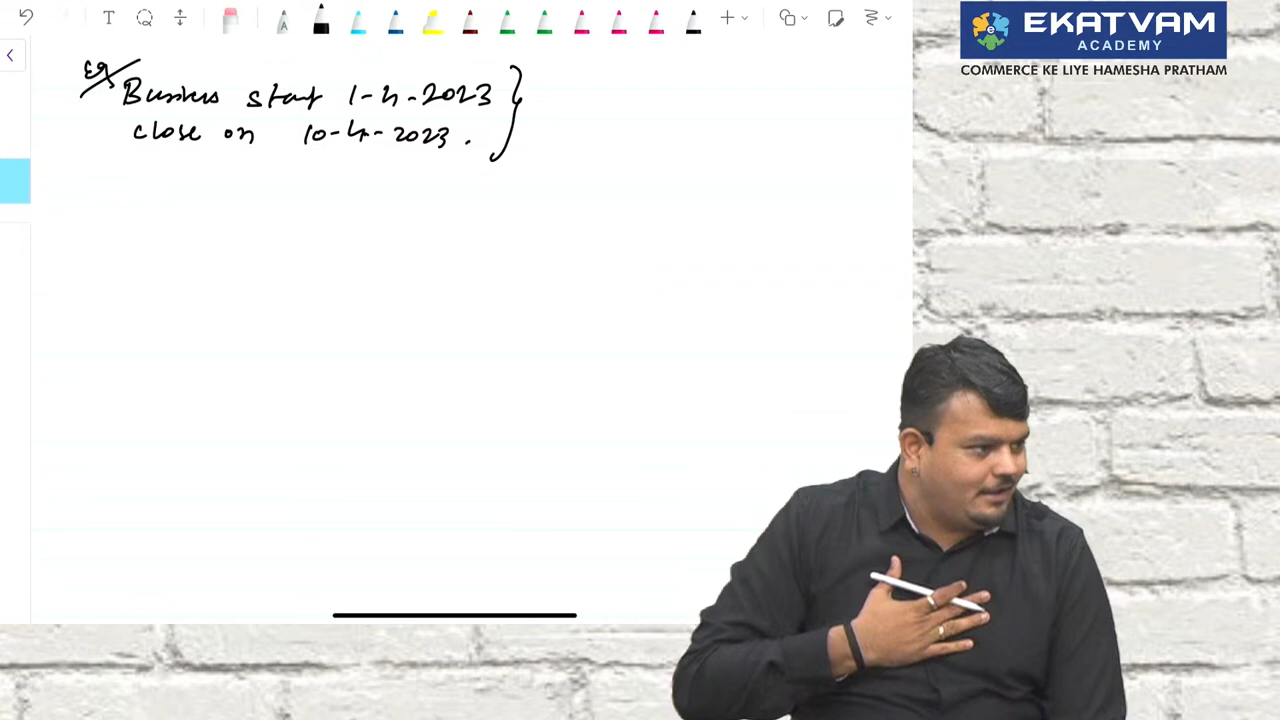 EKATVAM
ACADEMY
COMMERCE KE LIYE HAMESHA PRATHAM
Eg
Business start 1-4-2023
close on 10-4-2023.